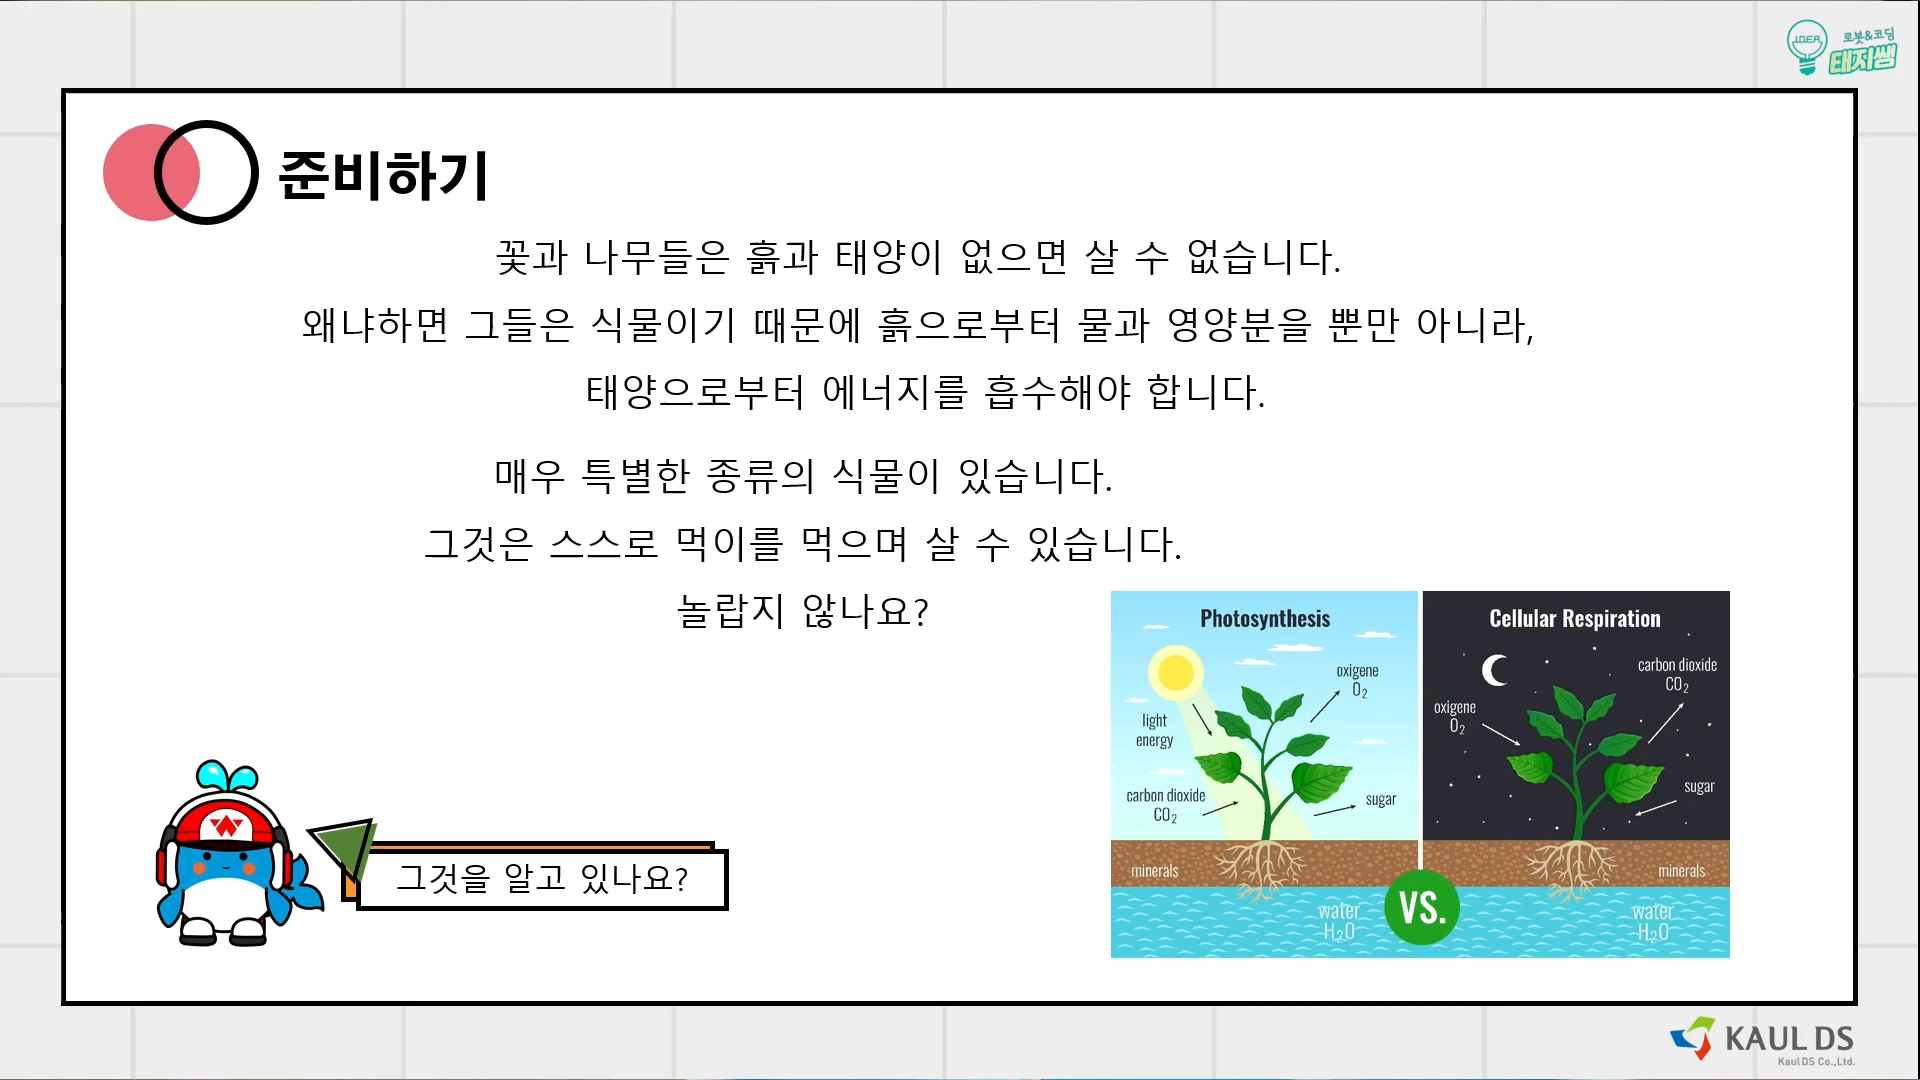 IDEA
로봇&코딩
태지쌤
준비하기
꽃과 나무들은 흙과 태양이 없으면 살 수 없습니다.
왜냐하면 그들은 식물이기 때문에 흙으로부터 물과 영양분을 뿐만 아니라,
태양으로부터 에너지를 흡수해야 합니다.
매우 특별한 종류의 식물이 있습니다.
그것은 스스로 먹이를 먹으며 살 수 있습니다.
놀랍지 않나요?
그것을 알고 있나요?
Photosynthesis
light
energy
oxigene
O₂
carbon dioxide
CO₂
sugar
minerals
water
H₂O
VS.
Cellular Respiration
oxigene
O₂
carbon dioxide
CO₂
sugar
minerals
water
H₂O
KAUL DS
KaulDS Co.,Ltd.